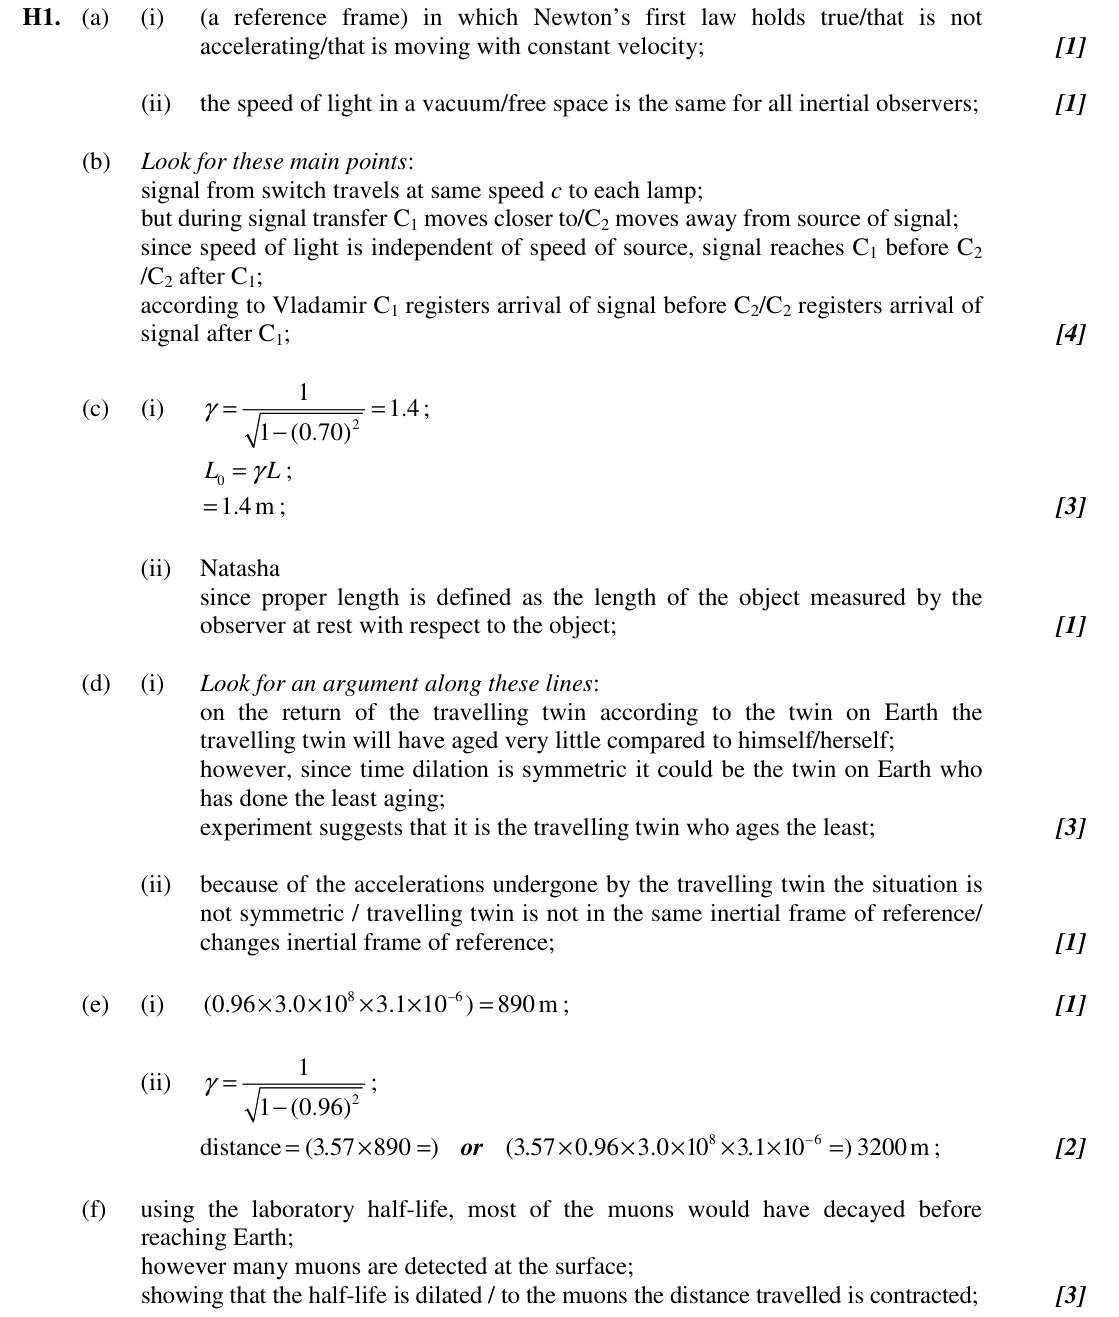 H1. (a) (i) (a reference frame) in which Newton's first law holds true/that is not
accelerating/that is moving with constant velocity; [1]
(ii) the speed of light in a vacuum/free space is the same for all inertial observers; [1]
(b) Look for these main points:
signal from switch travels at same speed c to each lamp;
but during signal transfer C₁ moves closer to/C₂ moves away from source of signal;
since speed of light is independent of speed of source, signal reaches C₁ before C₂
/C₂ after C₁;
according to Vladamir C₁ registers arrival of signal before C₂/C₂ registers arrival of
signal after C₁; [4]
(c) (i) γ = 1/√(1−(0.70)²) = 1.4 ;
L₀ = γL ;
= 1.4 m ; [3]
(ii) Natasha
since proper length is defined as the length of the object measured by the
observer at rest with respect to the object; [1]
(d) (i) Look for an argument along these lines:
on the return of the travelling twin according to the twin on Earth the
travelling twin will have aged very little compared to himself/herself;
however, since time dilation is symmetric it could be the twin on Earth who
has done the least aging;
experiment suggests that it is the travelling twin who ages the least; [3]
(ii) because of the accelerations undergone by the travelling twin the situation is
not symmetric / travelling twin is not in the same inertial frame of reference/
changes inertial frame of reference; [1]
(e) (i) (0.96×3.0×10⁸×3.1×10⁻⁶) = 890 m ; [1]
(ii) γ = 1/√(1−(0.96)²) ;
distance = (3.57×890 =) or (3.57×0.96×3.0×10⁸×3.1×10⁻⁶ =) 3200 m ; [2]
(f) using the laboratory half-life, most of the muons would have decayed before
reaching Earth;
however many muons are detected at the surface;
showing that the half-life is dilated / to the muons the distance travelled is contracted; [3]